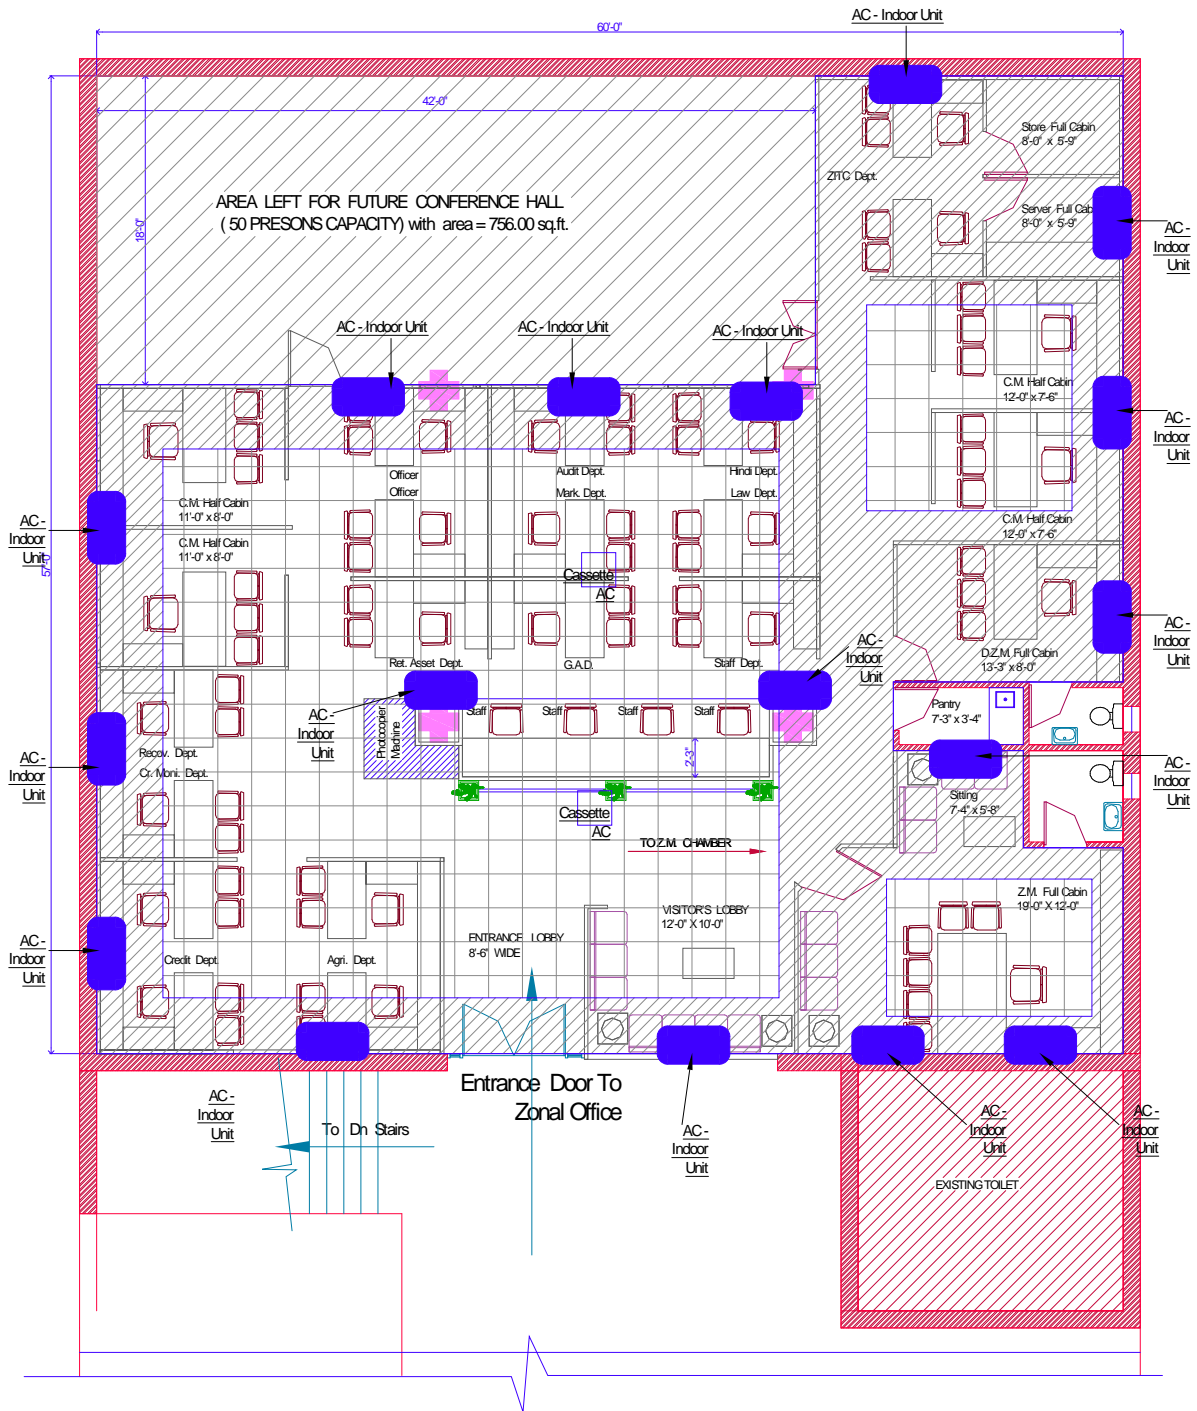 AC - Indoor Unit
60'-0"
42'-0"
Store Full Cabin
8'-0" x 5'-9"
ZITC Dept.
AREA LEFT FOR FUTURE CONFERENCE HALL
( 50 PRESONS CAPACITY) with area = 756.00 sq.ft.
18'-0"
Server Full Cab
8'-0" x 5'-9"
AC -
Indoor
Unit
AC - Indoor Unit
AC - Indoor Unit
AC - Indoor Unit
C.M. Half Cabin
12'-0" x 7'-6"
AC -
Indoor
Unit
Officer
Officer
Audit Dept.
Mark. Dept.
Hindi Dept.
Law Dept.
C.M. Half Cabin
11'-0" x 8'-0"
C.M. Half Cabin
11'-0" x 8'-0"
AC -
Indoor
Unit
57'-0"
C.M. Half Cabin
12'-0" x 7'-6"
Cassette
AC
AC -
Indoor
Unit
AC -
Indoor
Unit
D.Z.M. Full Cabin
13'-3" x 8'-0"
Ret. Asset Dept.
G.A.D.
Staff Dept.
Pantry
7'-3" x 3'-4"
AC -
Indoor
Unit
Staff
Staff
Staff
Staff
Photocopier
Machine
2'-3"
Recov. Dept.
Cr. Moni. Dept.
AC -
Indoor
Unit
AC -
Indoor
Unit
Sitting
7'-4" x 5'-8"
Cassette
AC
TO Z.M. CHAMBER
Z.M. Full Cabin
19'-0" X 12'-0"
VISITOR'S LOBBY
12'-0" X 10'-0"
ENTRANCE LOBBY
8'-6" WIDE
AC -
Indoor
Unit
Credit Dept.
Agri. Dept.
Entrance Door To
Zonal Office
AC -
Indoor
Unit
To Dn Stairs
AC -
Indoor
Unit
AC -
Indoor
Unit
AC -
Indoor
Unit
EXISTING TOILET